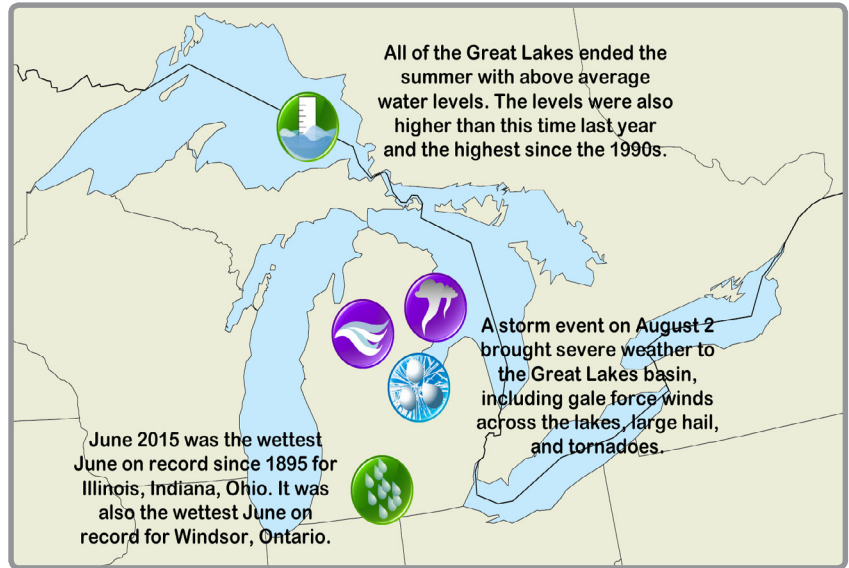 All of the Great Lakes ended the
summer with above average
water levels. The levels were also
higher than this time last year
and the highest since the 1990s.
A storm event on August 2
brought severe weather to
the Great Lakes basin,
including gale force winds
across the lakes, large hail,
and tornadoes.
June 2015 was the wettest
June on record since 1895 for
Illinois, Indiana, Ohio. It was
also the wettest June on
record for Windsor, Ontario.